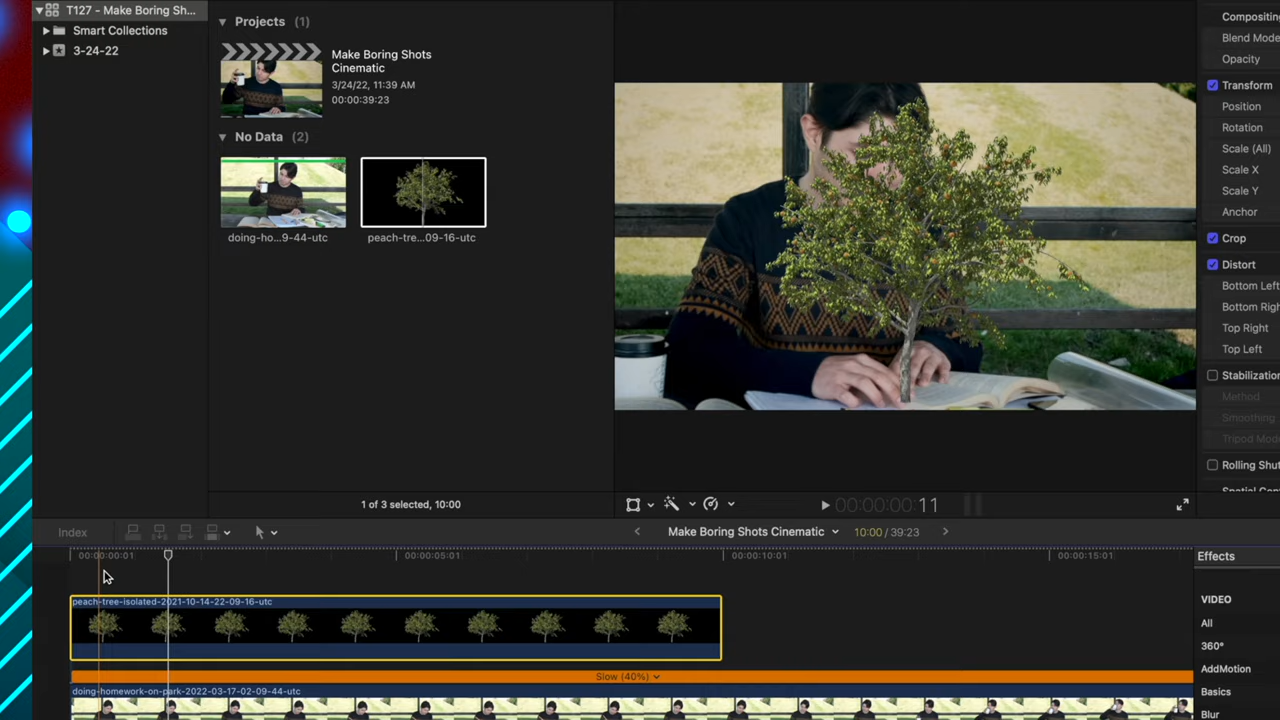 T127 - Make Boring Sh...
Smart Collections
3-24-22
Projects (1)
Make Boring Shots
Cinematic
3/24/22, 11:39 AM
00:00:39:23
No Data (2)
doing-ho...9-44-utc
peach-tre...09-16-utc
1 of 3 selected, 10:00
00:00:00:11
Compositing
Blend Mode
Opacity
Transform
Position
Rotation
Scale (All)
Scale X
Scale Y
Anchor
Crop
Distort
Bottom Left
Bottom Righ
Top Right
Top Left
Stabilization
Method
Smoothing
Tripod Mod
Rolling Shut
Index
Make Boring Shots Cinematic
10:00 / 39:23
00:00:00:01
00:00:05:01
00:00:10:01
00:00:15:01
peach-tree-isolated-2021-10-14-22-09-16-utc
Slow (40%)
doing-homework-on-park-2022-03-17-02-09-44-utc
Effects
VIDEO
All
360°
AddMotion
Basics
Blur